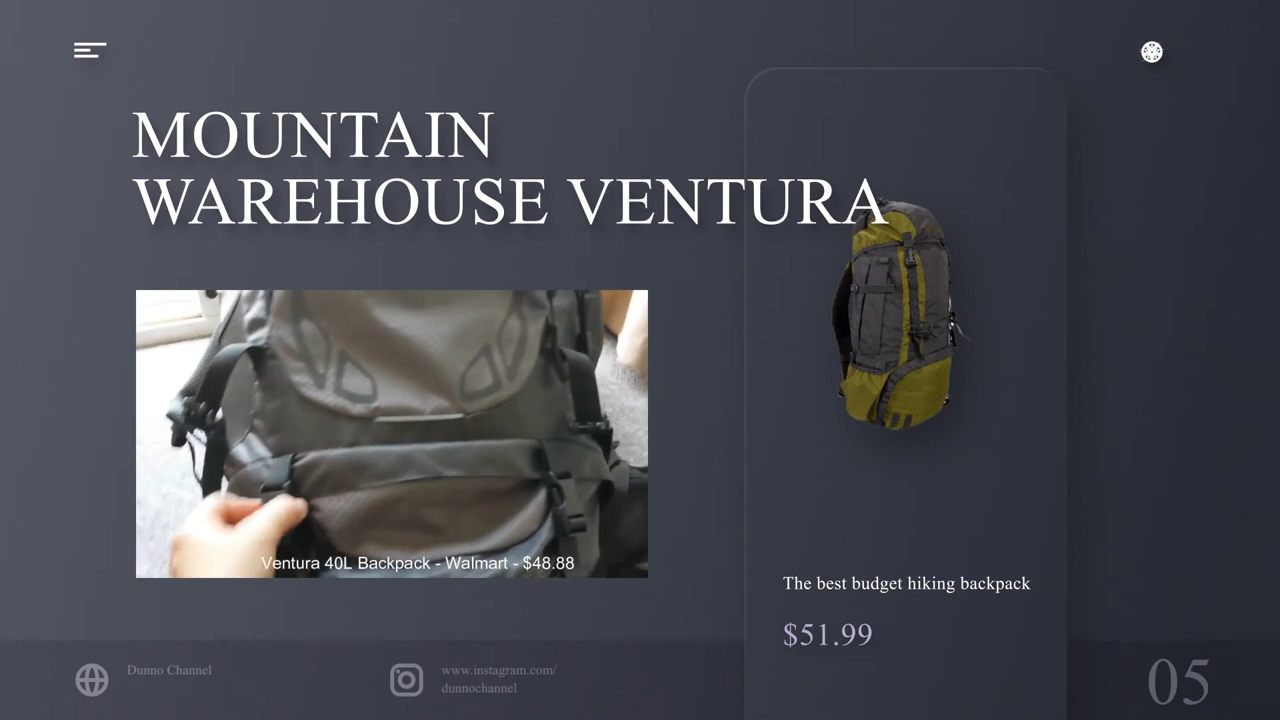 MOUNTAIN
WAREHOUSE VENTURA
Ventura 40L Backpack - Walmart - $48.88
The best budget hiking backpack
$51.99
Dunno Channel
www.instagram.com/
dunnochannel
05